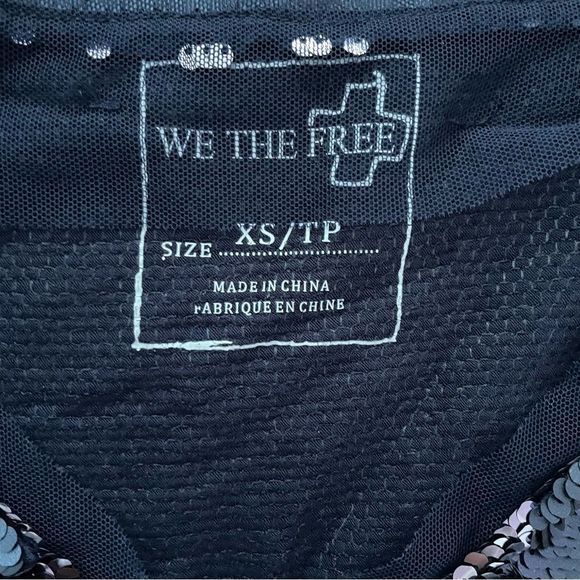 WE THE FREE
SIZE XS/TP
MADE IN CHINA
FABRIQUE EN CHINE